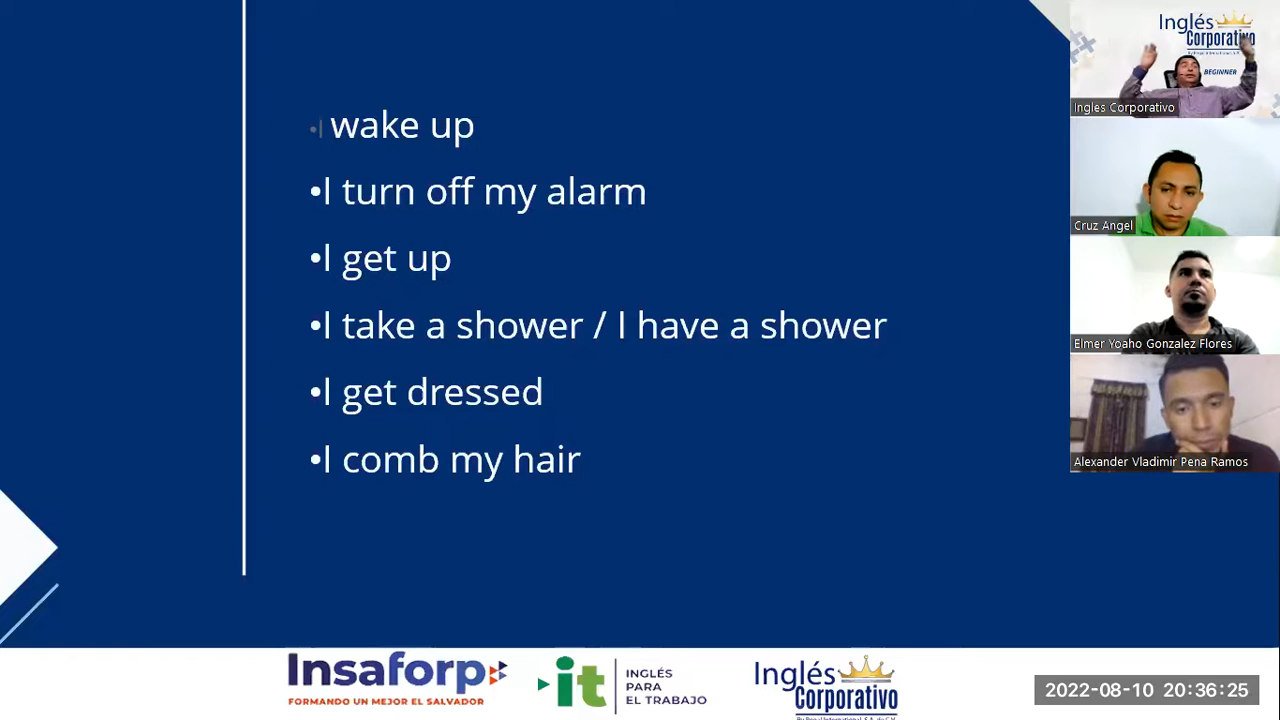 •I wake up
•I turn off my alarm
•I get up
•I take a shower / I have a shower
•I get dressed
•I comb my hair
Inglés
Corporativo
BEGINNER
Ingles Corporativo
Cruz Angel
Elmer Yoaho Gonzalez Flores
Alexander Vladimir Pena Ramos
Insaforp
FORMANDO UN MEJOR EL SALVADOR
it
INGLÉS
PARA
EL TRABAJO
Inglés
Corporativo
2022-08-10 20:36:25